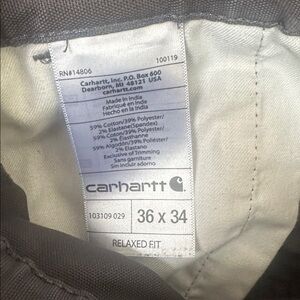 RN#14806 100119
Carhartt, Inc. P.O. Box 600
Dearborn, MI 48121 USA
carhartt.com
Made in India
Fabriqué en Inde
Hecho en la India
59% Cotton/39% Polyester/
2% Elastane(Spandex)
59% Cotton/39% Polyester/
2% Élasthanne
59% Algodón/39% Poliéster/
2% Elastano
Exclusive of Trimming
Sans garniture
Sin incluir adorno
carhartt
103109 029 36 x 34
RELAXED FIT